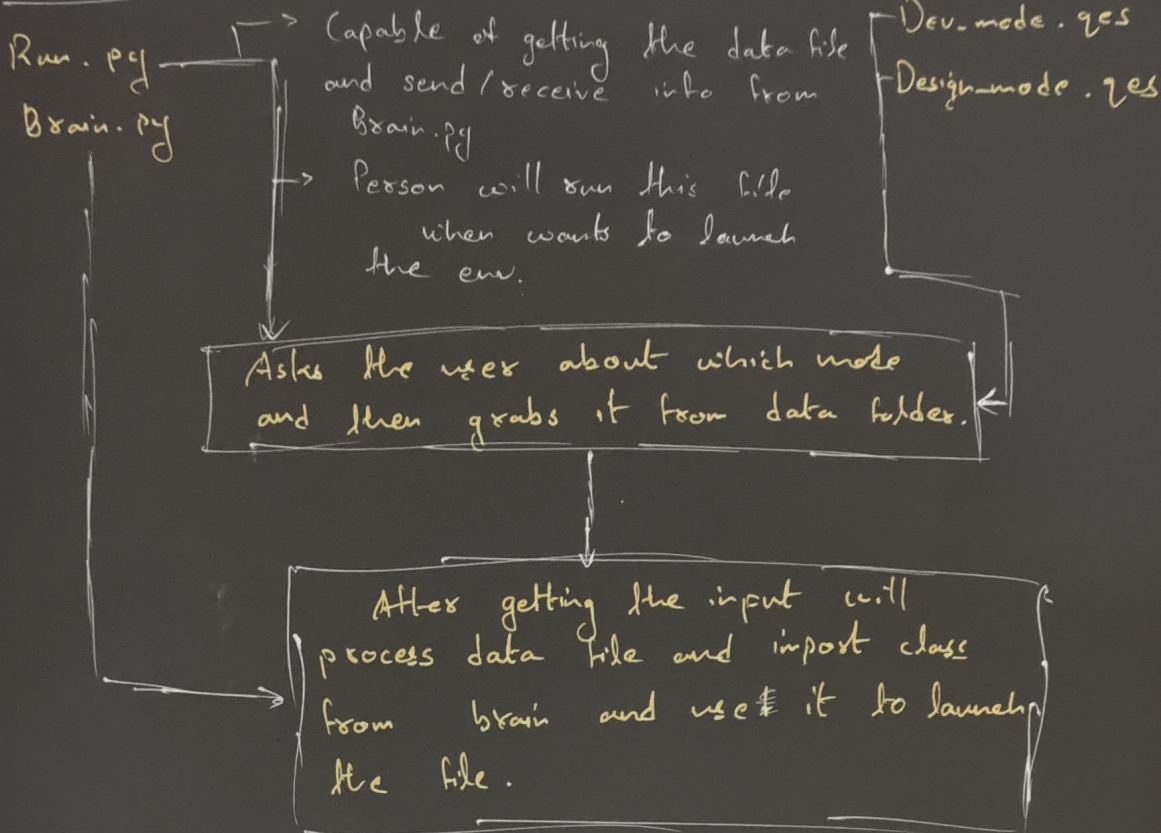 Run.py
Brain.py
Capable of getting the data file
and send/receive info from
Brain.py
Person will run this file
when wants to launch
the env.
Dev_mode.qes
Design_mode.qes
Asks the user about which mode
and then grabs it from data folder.
After getting the input will
process data file and import class
from brain and use it to launch
the file.